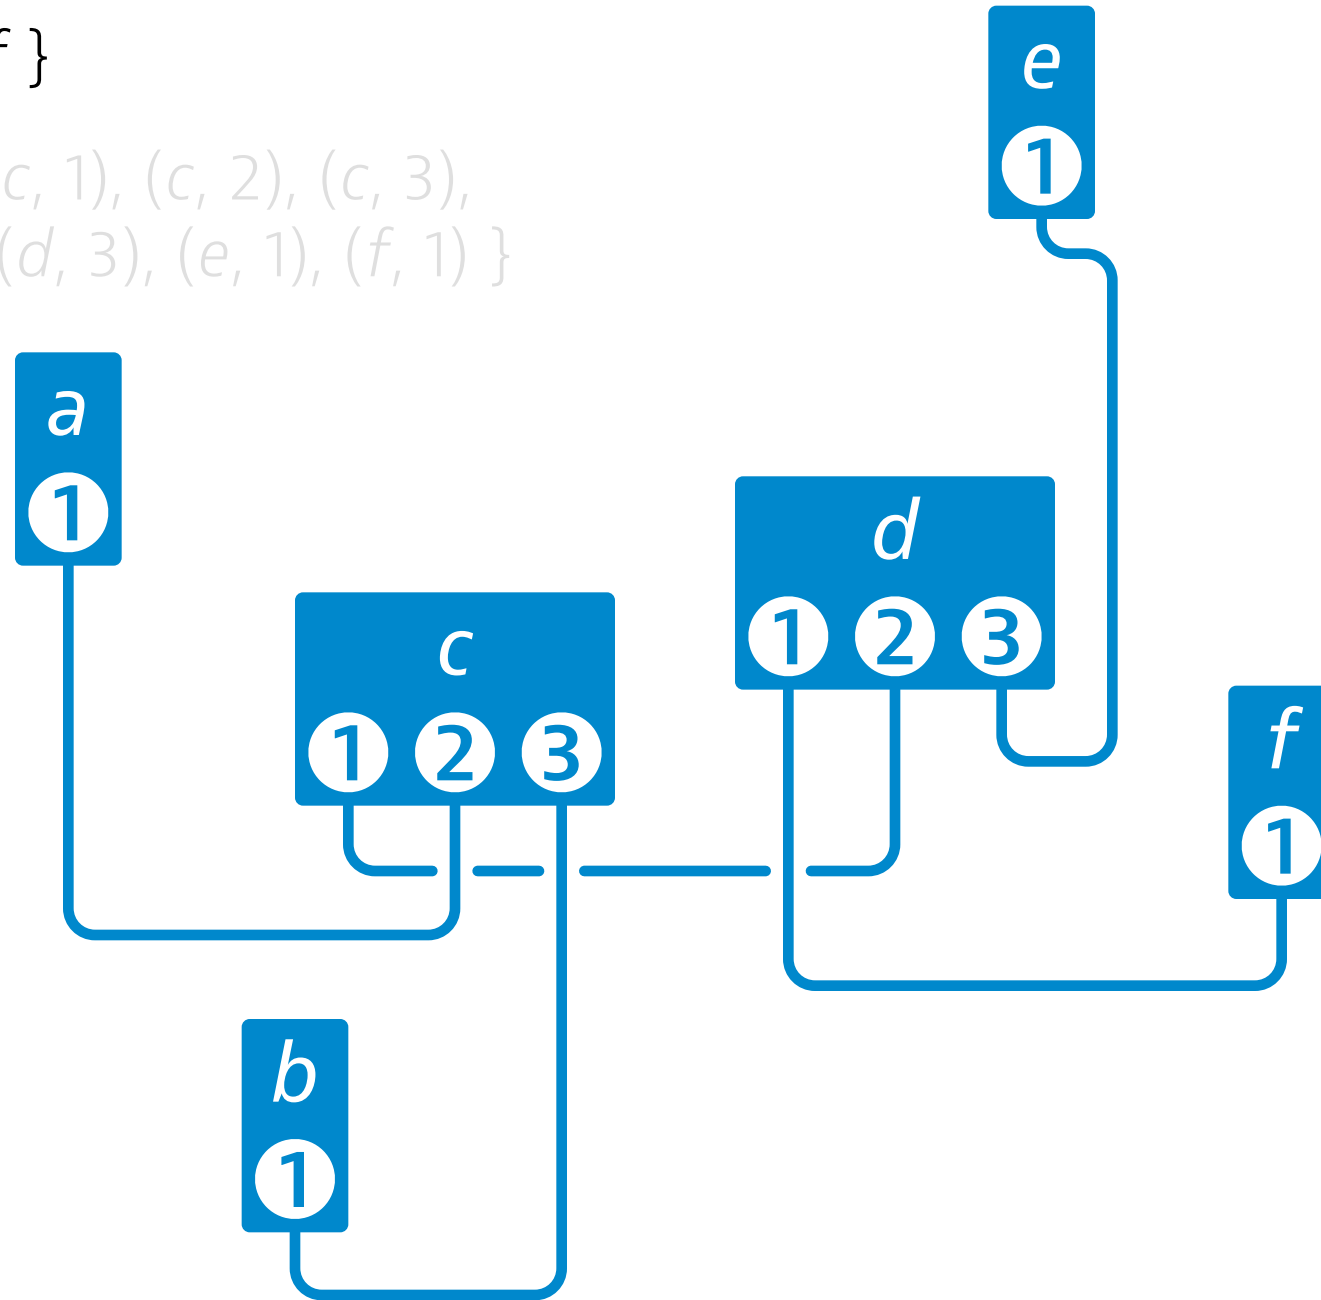 f }
c, 1), (c, 2), (c, 3),
(d, 3), (e, 1), (f, 1) }
e
1
a
1
d
1 2 3
c
1 2 3
f
1
b
1